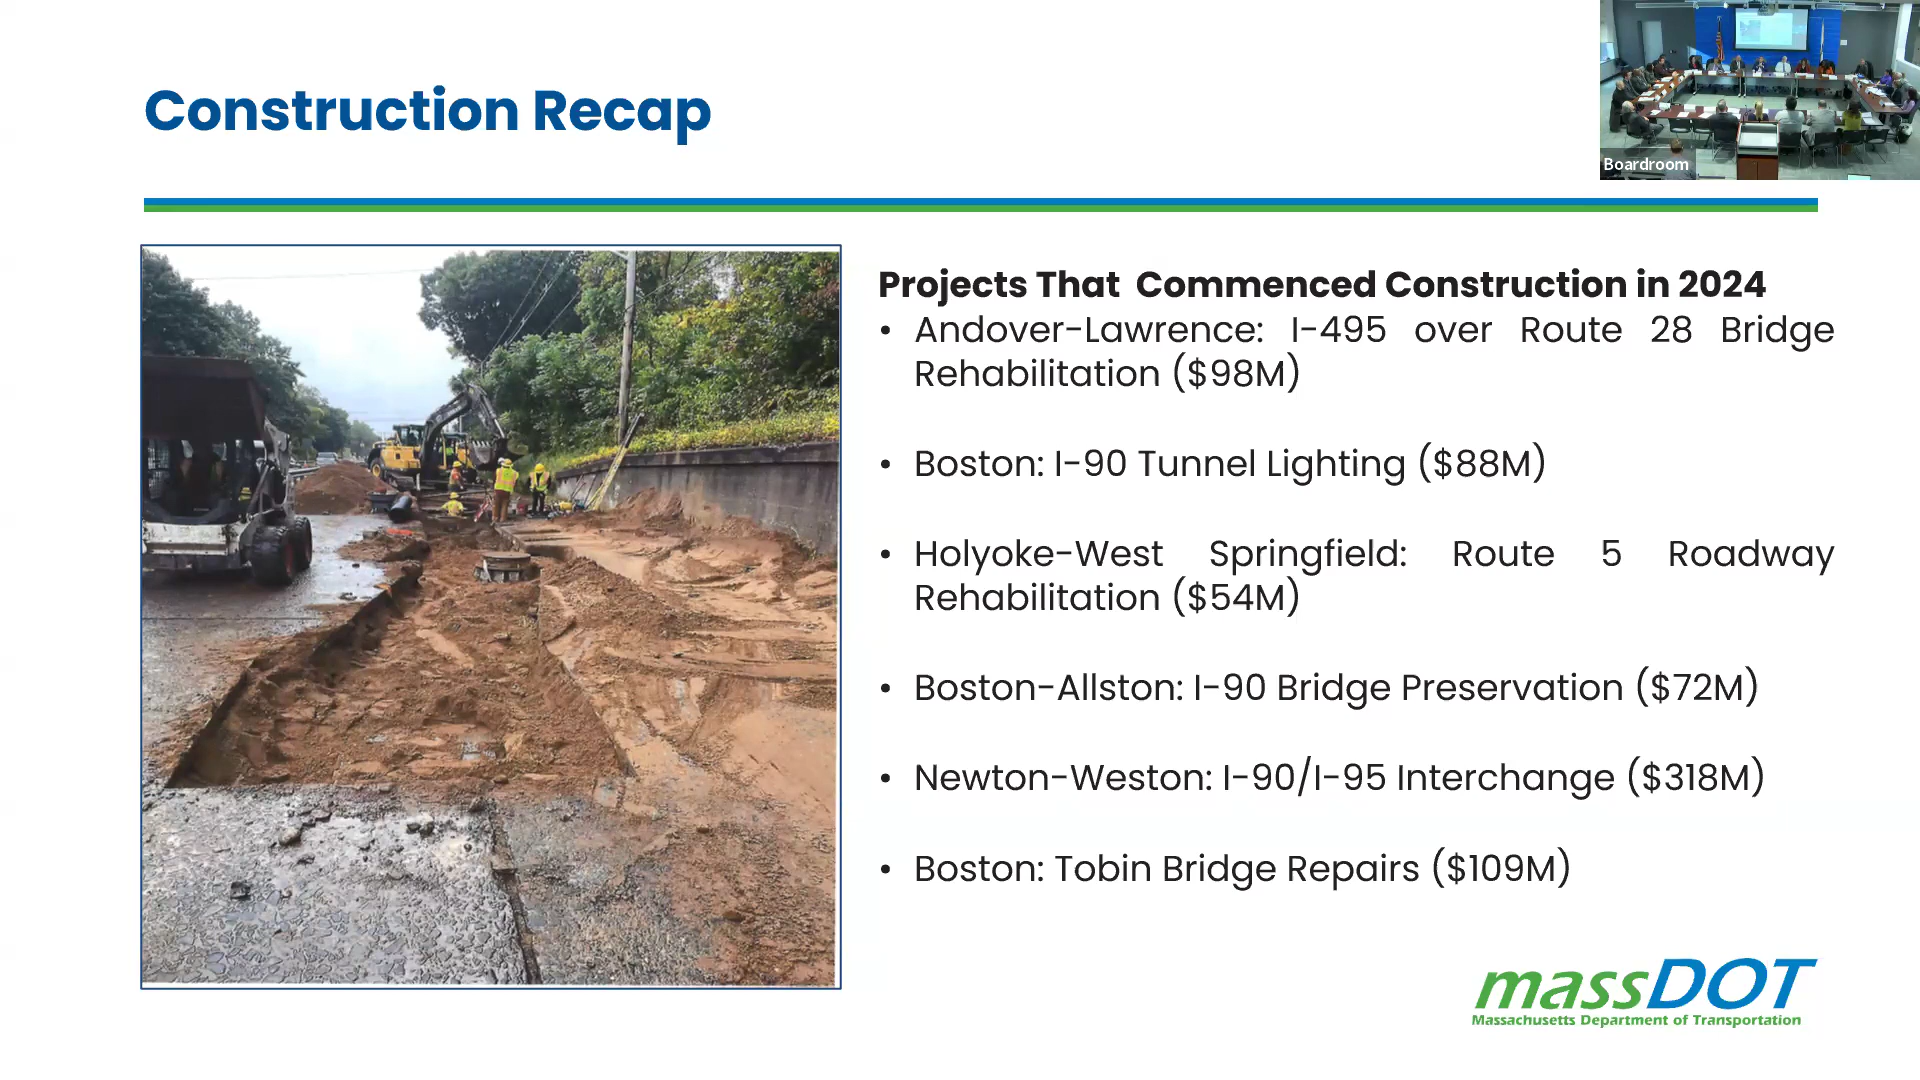 Construction Recap
Boardroom
Projects That Commenced Construction in 2024
• Andover-Lawrence: I-495 over Route 28 Bridge
Rehabilitation ($98M)
• Boston: I-90 Tunnel Lighting ($88M)
• Holyoke-West Springfield: Route 5 Roadway
Rehabilitation ($54M)
• Boston-Allston: I-90 Bridge Preservation ($72M)
• Newton-Weston: I-90/I-95 Interchange ($318M)
• Boston: Tobin Bridge Repairs ($109M)
massDOT
Massachusetts Department of Transportation